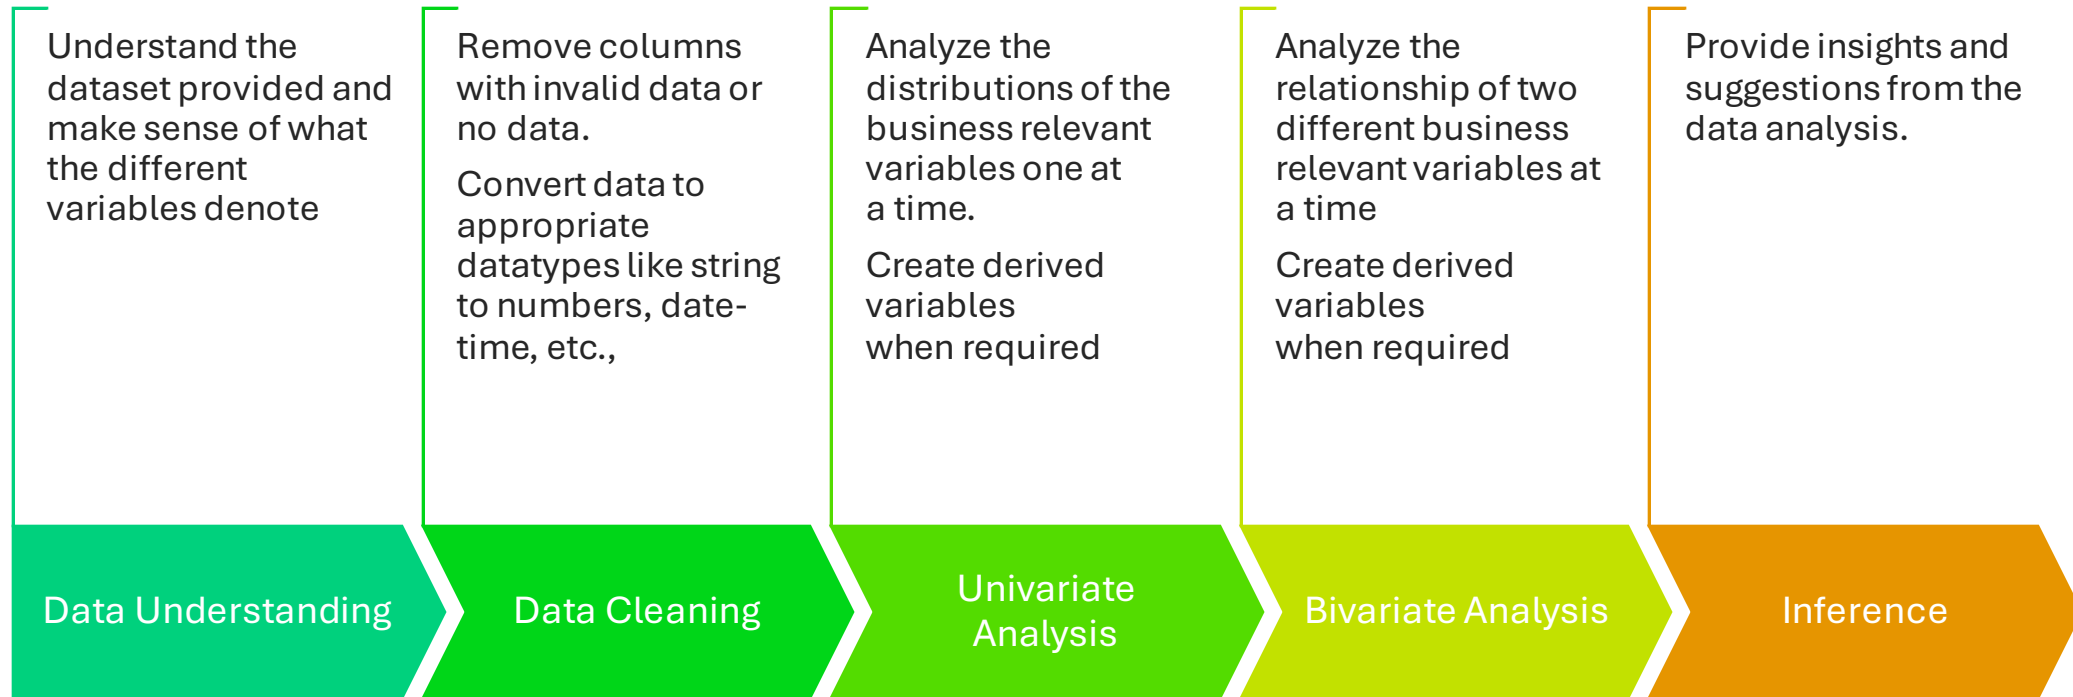 Understand the
dataset provided and
make sense of what
the different
variables denote
Remove columns
with invalid data or
no data.
Convert data to
appropriate
datatypes like string
to numbers, date-
time, etc.,
Analyze the
distributions of the
business relevant
variables one at
a time.
Create derived
variables
when required
Analyze the
relationship of two
different business
relevant variables at
a time
Create derived
variables
when required
Provide insights and
suggestions from the
data analysis.
Data Understanding
Data Cleaning
Univariate
Analysis
Bivariate Analysis
Inference